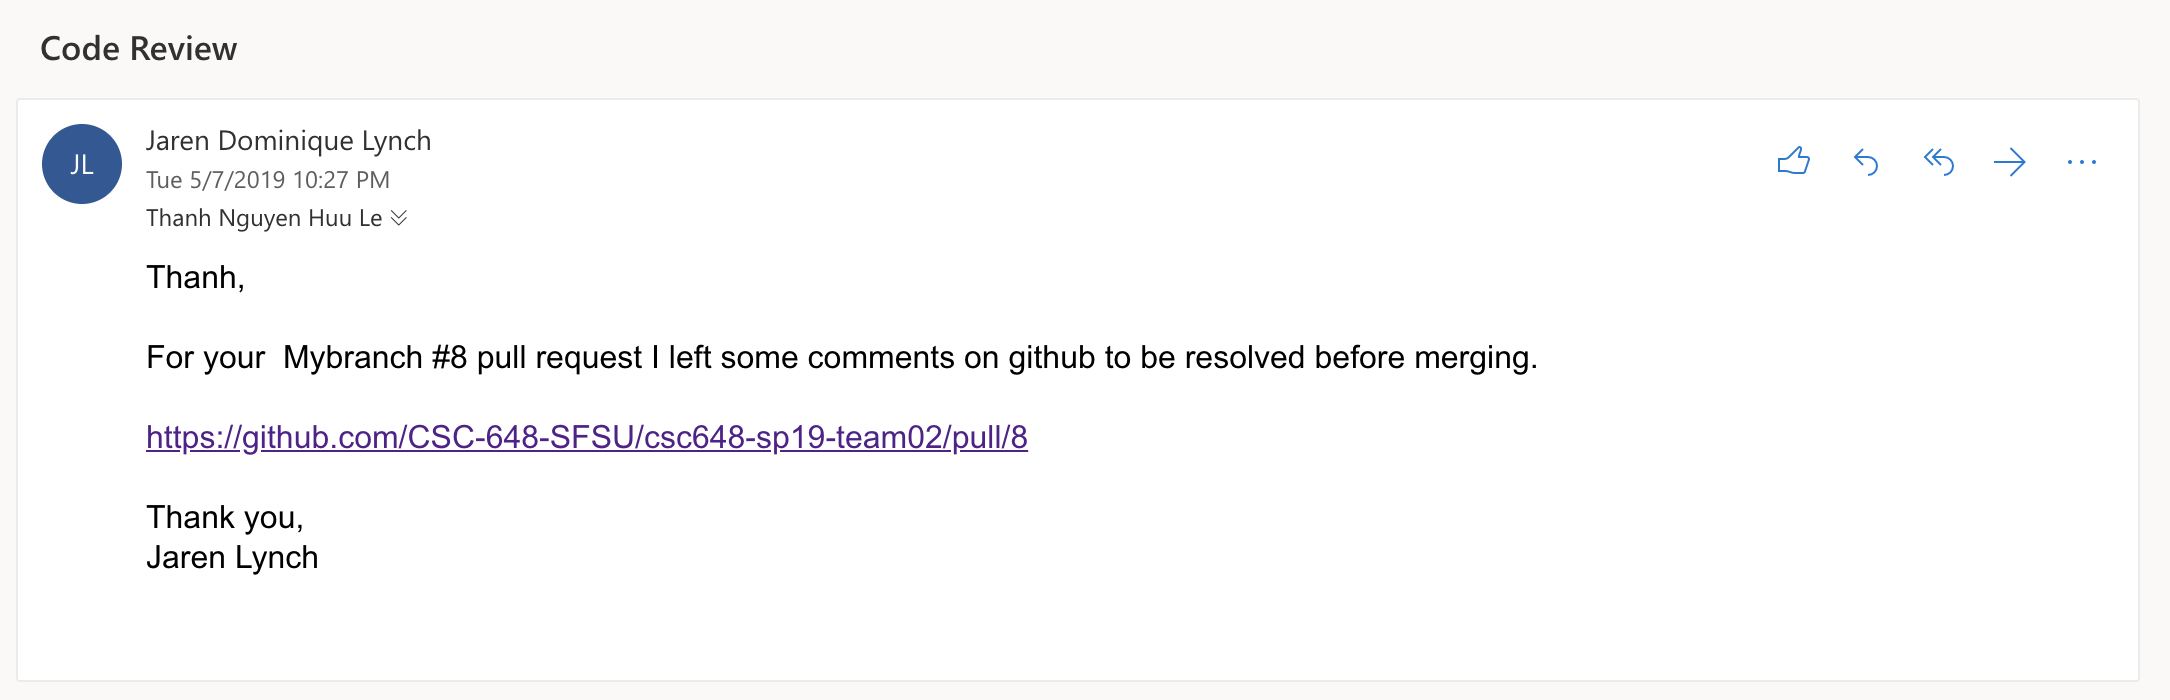 Code Review
JL
Jaren Dominique Lynch
Tue 5/7/2019 10:27 PM
Thanh Nguyen Huu Le
Thanh,
For your  Mybranch #8 pull request I left some comments on github to be resolved before merging.
https://github.com/CSC-648-SFSU/csc648-sp19-team02/pull/8
Thank you,
Jaren Lynch